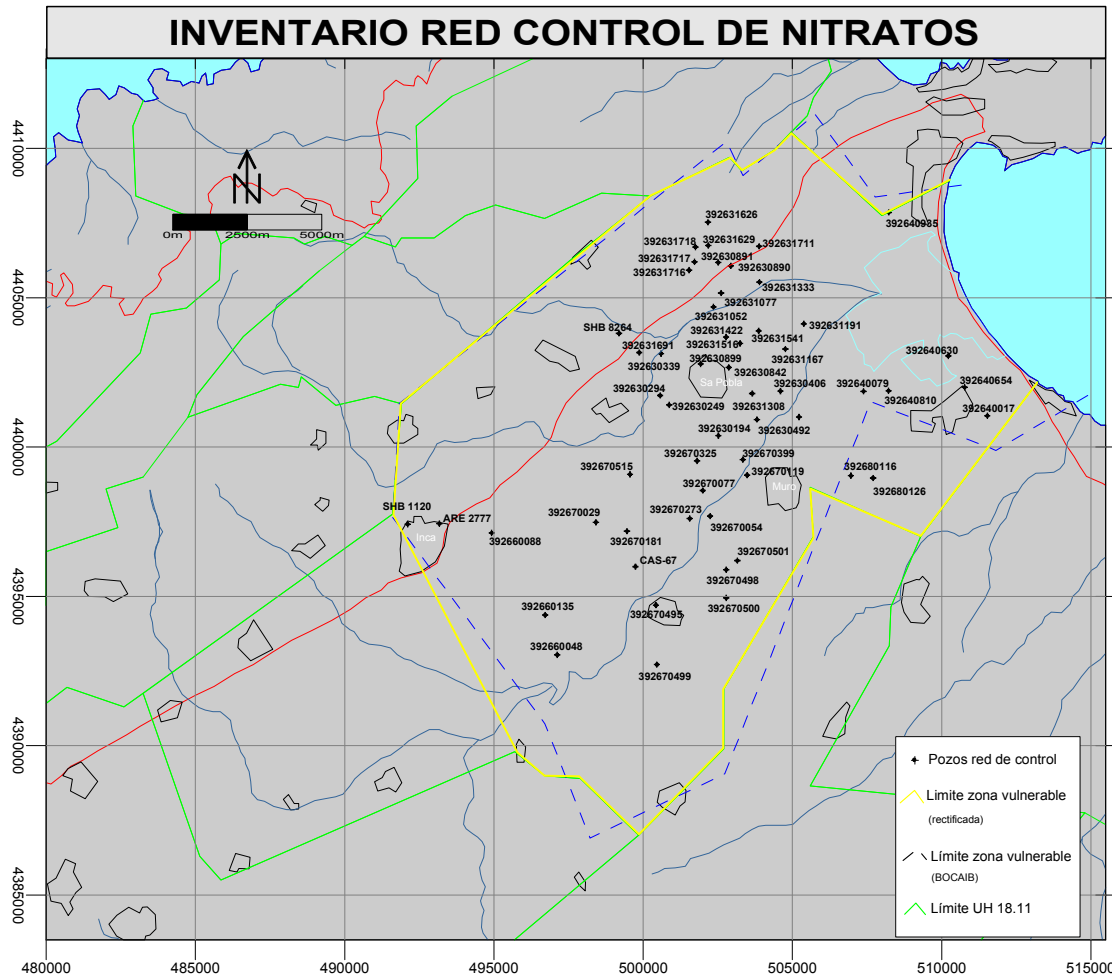 INVENTARIO RED CONTROL DE NITRATOS
4410000
4405000
4400000
4395000
4390000
4385000
N
0m 2500m 5000m
392631626
392640985
392631718 392631629 392631711
392631717 392630891
392631716 392630890
392631333
392631077
392631052
SHB 8264
392631422 392631191
392631516 392631541
392631691
392630899 392631167
392640630
392630339
392630842
Sa Pobla
392630294 392630406 392640079 392640654
392630249 392631308 392640810
392640017
392630194 392630492
392670325 392670399
392670515 392670119
392680116
392670077 Muro
392680126
SHB 1120
ARE 2777
392670029 392670273
Inca
392660088 392670181 392670054
CAS-67 392670501
392670498
392660135
392670495 392670500
392660048
392670499
Pozos red de control
Limite zona vulnerable
(rectificada)
Límite zona vulnerable
(BOCAIB)
Límite UH 18.11
480000 485000 490000 495000 500000 505000 510000 515000